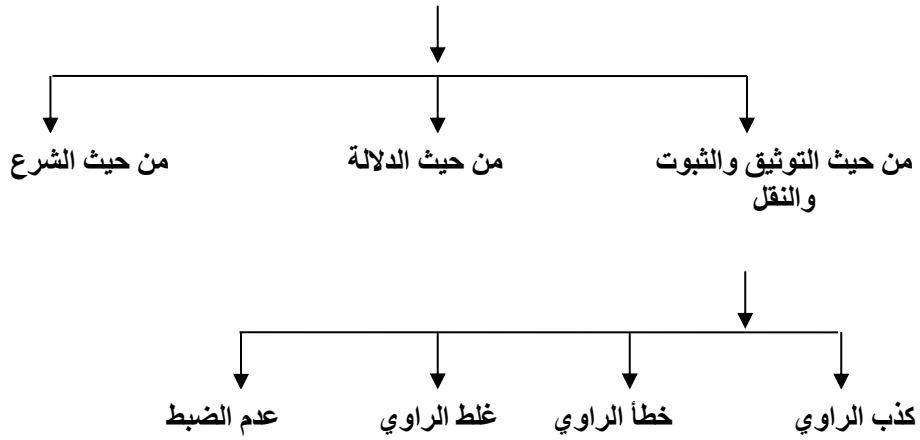 من حيث التوثيق والثبوت
والنقل
من حيث الدلالة
من حيث الشرع
كذب الراوي
خطأ الراوي
غلط الراوي
عدم الضبط